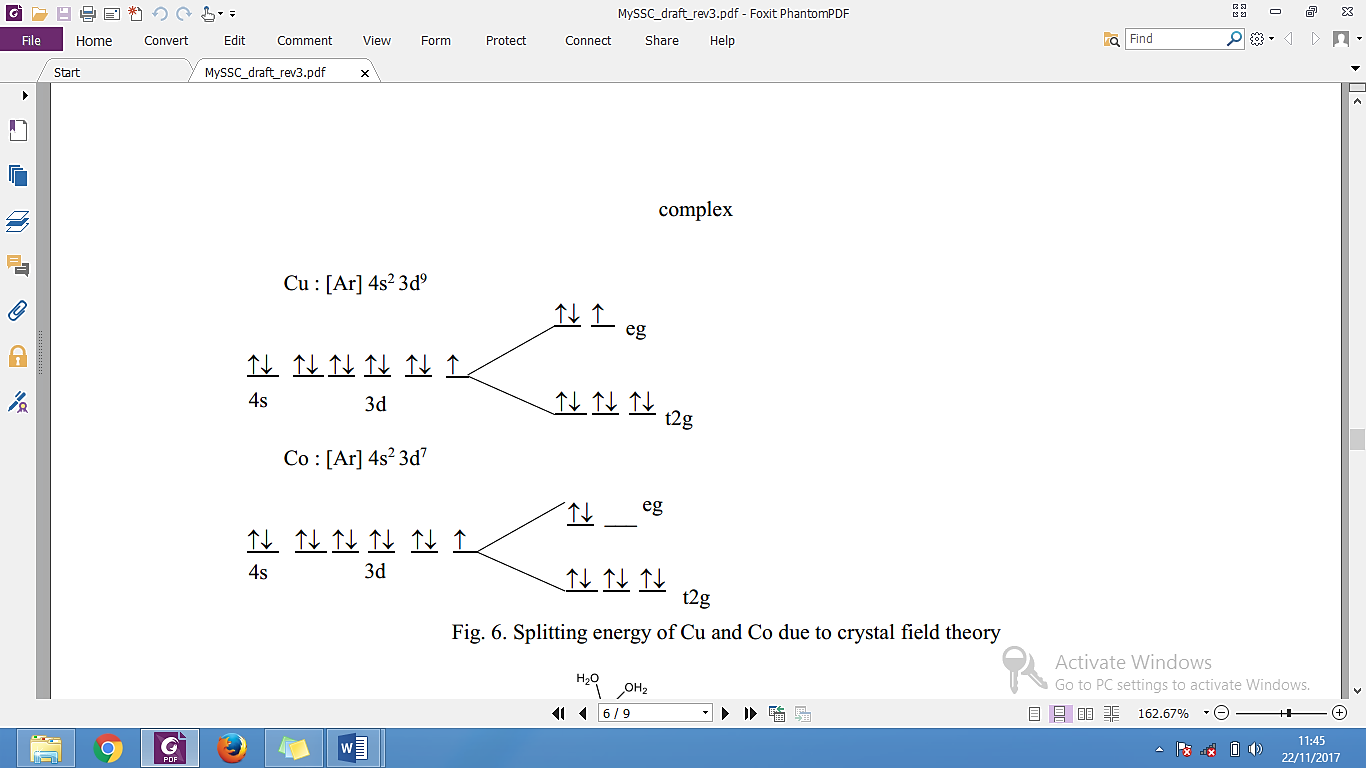 MySSC_draft_rev3.pdf - Foxit PhantomPDF
File Home Convert Edit Comment View Form Protect Connect Share Help Find
Start MySSC_draft_rev3.pdf x
complex
Cu : [Ar] 4s² 3d⁹
↑↓ ↑ eg
↑↓ ↑↓ ↑↓ ↑↓ ↑↓ ↑
4s 3d
↑↓ ↑↓ ↑↓ t2g
Co : [Ar] 4s² 3d⁷
↑↓ ___ eg
↑↓ ↑↓ ↑↓ ↑↓ ↑↓ ↑
4s 3d
↑↓ ↑↓ ↑↓ t2g
Fig. 6. Splitting energy of Cu and Co due to crystal field theory
Activate Windows
Go to PC settings to activate Windows.
H₂O OH₂
6 / 9 162.67%
PDF
11:45
22/11/2017